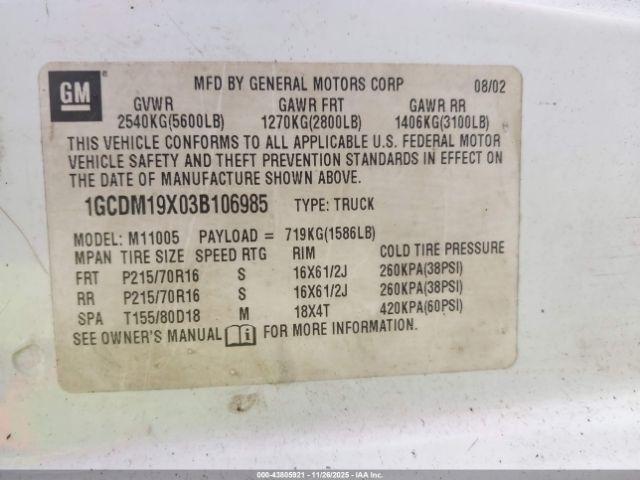 GM ®
MFD BY GENERAL MOTORS CORP 08/02
GVWR GAWR FRT GAWR RR
2540KG(5600LB) 1270KG(2800LB) 1406KG(3100LB)
THIS VEHICLE CONFORMS TO ALL APPLICABLE U.S. FEDERAL MOTOR
VEHICLE SAFETY AND THEFT PREVENTION STANDARDS IN EFFECT ON
THE DATE OF MANUFACTURE SHOWN ABOVE.
1GCDM19X03B106985 TYPE: TRUCK
MODEL: M11005 PAYLOAD = 719KG(1586LB)
MPAN TIRE SIZE SPEED RTG RIM COLD TIRE PRESSURE
FRT P215/70R16 S 16X61/2J 260KPA(38PSI)
RR P215/70R16 S 16X61/2J 260KPA(38PSI)
SPA T155/80D18 M 18X4T 420KPA(60PSI)
SEE OWNER'S MANUAL i FOR MORE INFORMATION.
000-43805921 - 11/26/2025 - IAAI.CA